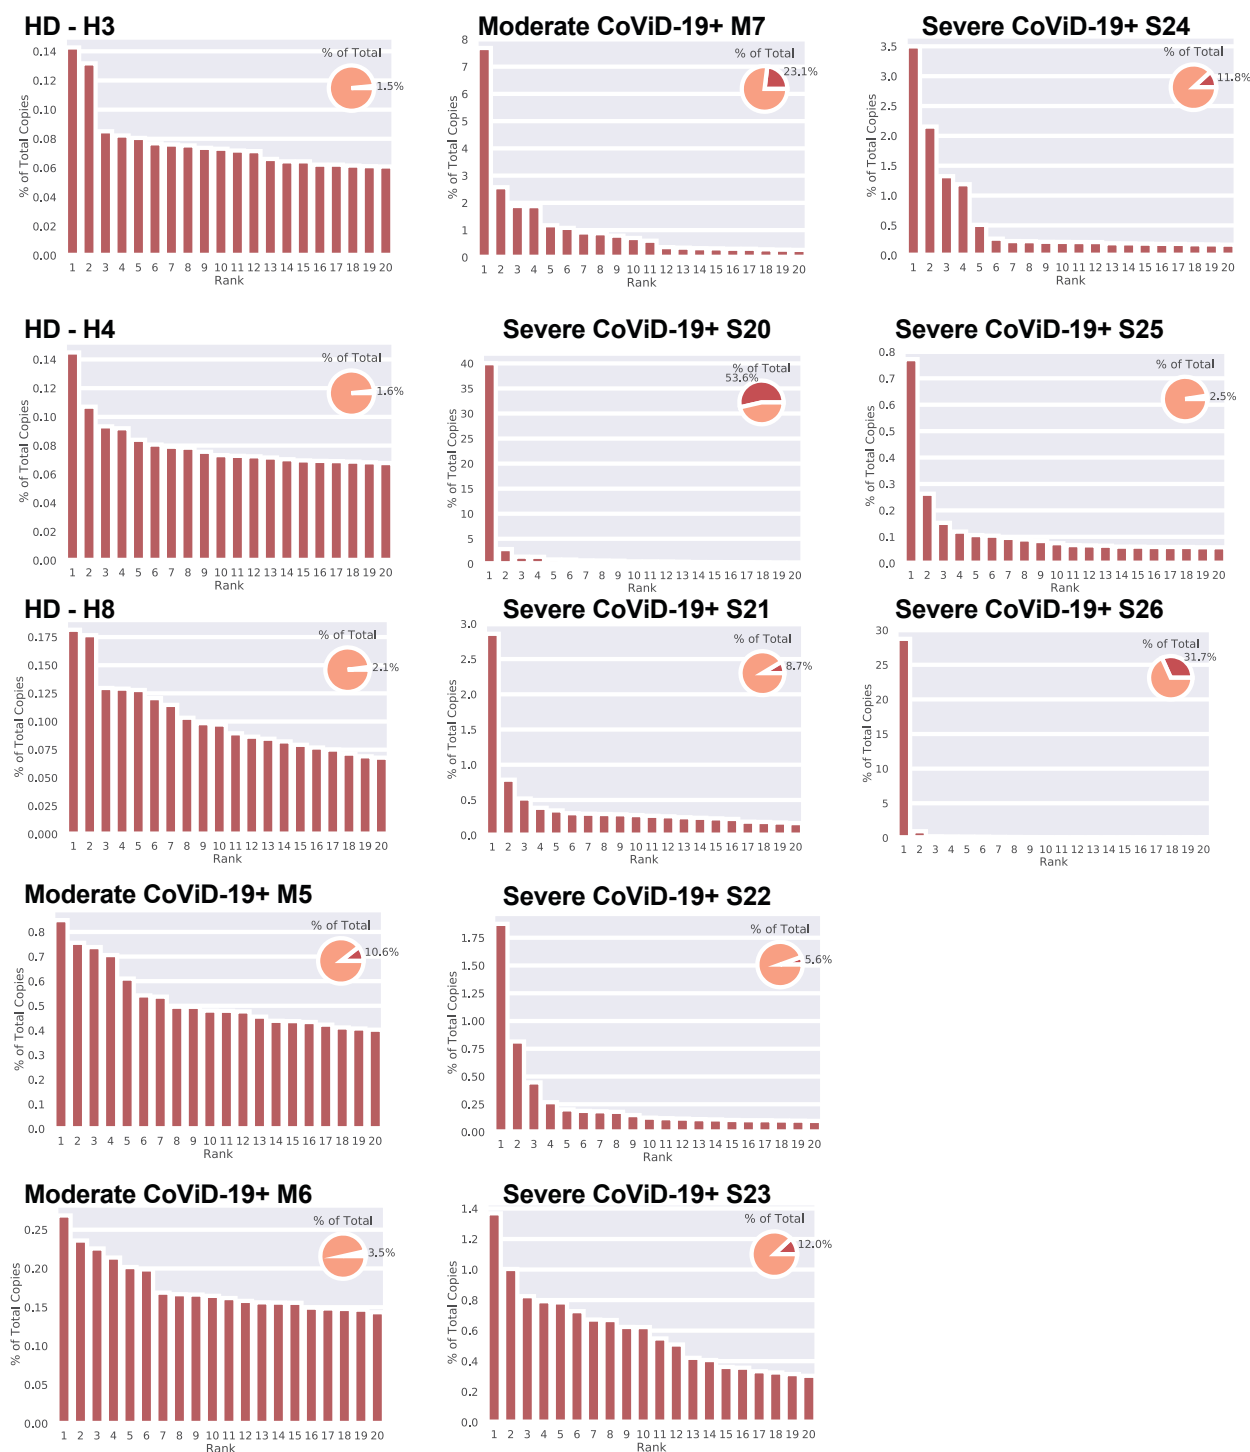 HD - H3
% of Total
1.5%
0.14
0.12
0.10
0.08
0.06
0.04
0.02
0.00
% of Total Copies
1 2 3 4 5 6 7 8 9 10 11 12 13 14 15 16 17 18 19 20
Rank
Moderate CoViD-19+ M7
% of Total
23.1%
8
7
6
5
4
3
2
1
0
% of Total Copies
1 2 3 4 5 6 7 8 9 10 11 12 13 14 15 16 17 18 19 20
Rank
Severe CoViD-19+ S24
% of Total
11.8%
3.5
3.0
2.5
2.0
1.5
1.0
0.5
0.0
% of Total Copies
1 2 3 4 5 6 7 8 9 10 11 12 13 14 15 16 17 18 19 20
Rank
HD - H4
% of Total
1.6%
0.14
0.12
0.10
0.08
0.06
0.04
0.02
0.00
% of Total Copies
1 2 3 4 5 6 7 8 9 10 11 12 13 14 15 16 17 18 19 20
Rank
Severe CoViD-19+ S20
% of Total
53.6%
40
35
30
25
20
15
10
5
0
% of Total Copies
1 2 3 4 5 6 7 8 9 10 11 12 13 14 15 16 17 18 19 20
Rank
Severe CoViD-19+ S25
% of Total
2.5%
0.8
0.7
0.6
0.5
0.4
0.3
0.2
0.1
0.0
% of Total Copies
1 2 3 4 5 6 7 8 9 10 11 12 13 14 15 16 17 18 19 20
Rank
HD - H8
% of Total
2.1%
0.175
0.150
0.125
0.100
0.075
0.050
0.025
0.000
% of Total Copies
1 2 3 4 5 6 7 8 9 10 11 12 13 14 15 16 17 18 19 20
Rank
Severe CoViD-19+ S21
% of Total
8.7%
3.0
2.5
2.0
1.5
1.0
0.5
0.0
% of Total Copies
1 2 3 4 5 6 7 8 9 10 11 12 13 14 15 16 17 18 19 20
Rank
Severe CoViD-19+ S26
% of Total
31.7%
30
25
20
15
10
5
0
% of Total Copies
1 2 3 4 5 6 7 8 9 10 11 12 13 14 15 16 17 18 19 20
Rank
Moderate CoViD-19+ M5
% of Total
10.6%
0.8
0.7
0.6
0.5
0.4
0.3
0.2
0.1
0.0
% of Total Copies
1 2 3 4 5 6 7 8 9 10 11 12 13 14 15 16 17 18 19 20
Rank
Severe CoViD-19+ S22
% of Total
5.6%
1.75
1.50
1.25
1.00
0.75
0.50
0.25
0.00
% of Total Copies
1 2 3 4 5 6 7 8 9 10 11 12 13 14 15 16 17 18 19 20
Rank
Moderate CoViD-19+ M6
% of Total
3.5%
0.25
0.20
0.15
0.10
0.05
0.00
% of Total Copies
1 2 3 4 5 6 7 8 9 10 11 12 13 14 15 16 17 18 19 20
Rank
Severe CoViD-19+ S23
% of Total
12.0%
1.4
1.2
1.0
0.8
0.6
0.4
0.2
0.0
% of Total Copies
1 2 3 4 5 6 7 8 9 10 11 12 13 14 15 16 17 18 19 20
Rank